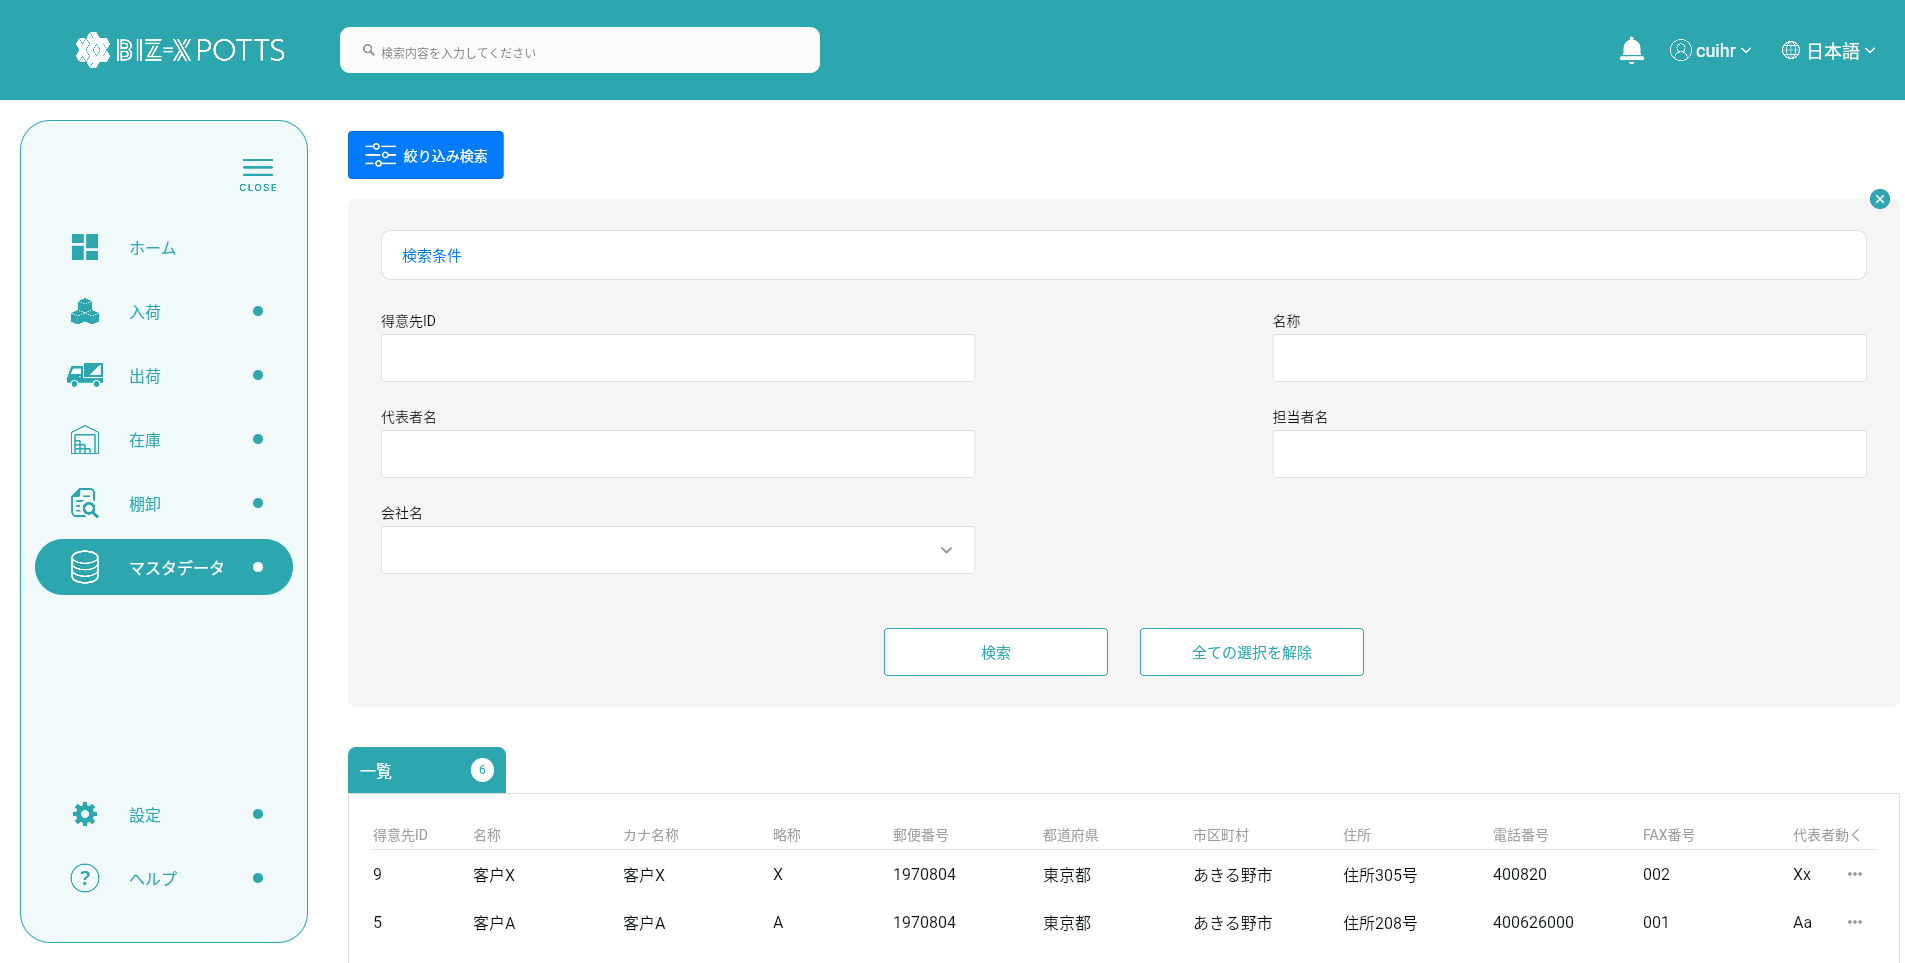 BIZ-X POTTS
検索内容を入力してください
cuihr
日本語
CLOSE
ホーム
入荷
出荷
在庫
棚卸
マスタデータ
設定
ヘルプ
絞り込み検索
検索条件
得意先ID
名称
代表者名
担当者名
会社名
検索
全ての選択を解除
一覧 6
得意先ID 名称 カナ名称 略称 郵便番号 都道府県 市区町村 住所 電話番号 FAX番号 代表者動く
9 客户X 客户X X 1970804 東京都 あきる野市 住所305号 400820 002 Xx
5 客户A 客户A A 1970804 東京都 あきる野市 住所208号 400626000 001 Aa